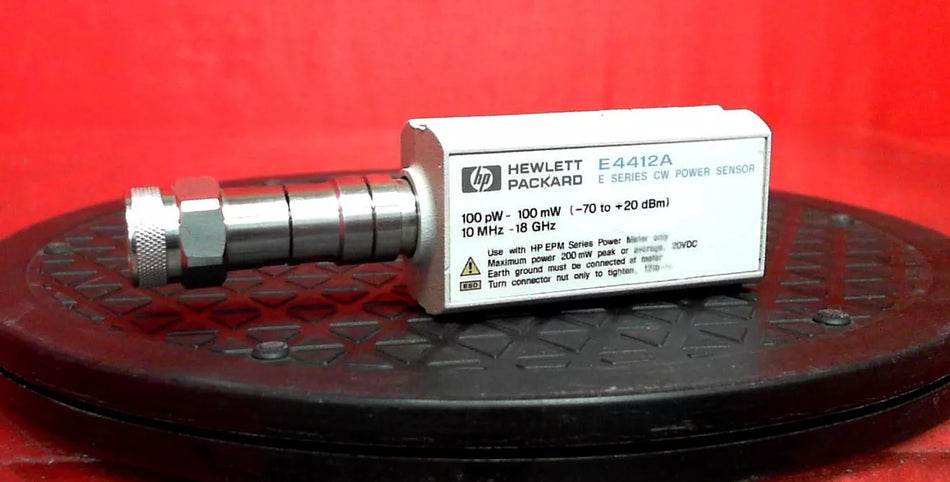 hp HEWLETT PACKARD
E4412A
E SERIES CW POWER SENSOR
100 pW - 100 mW (-70 to +20 dBm)
10 MHz -18 GHz
Use with HP EPM Series Power Meter only
Maximum power 200 mW peak or average, 20VDC
Earth ground must be connected at meter
Turn connector nut only to tighten,
ESD